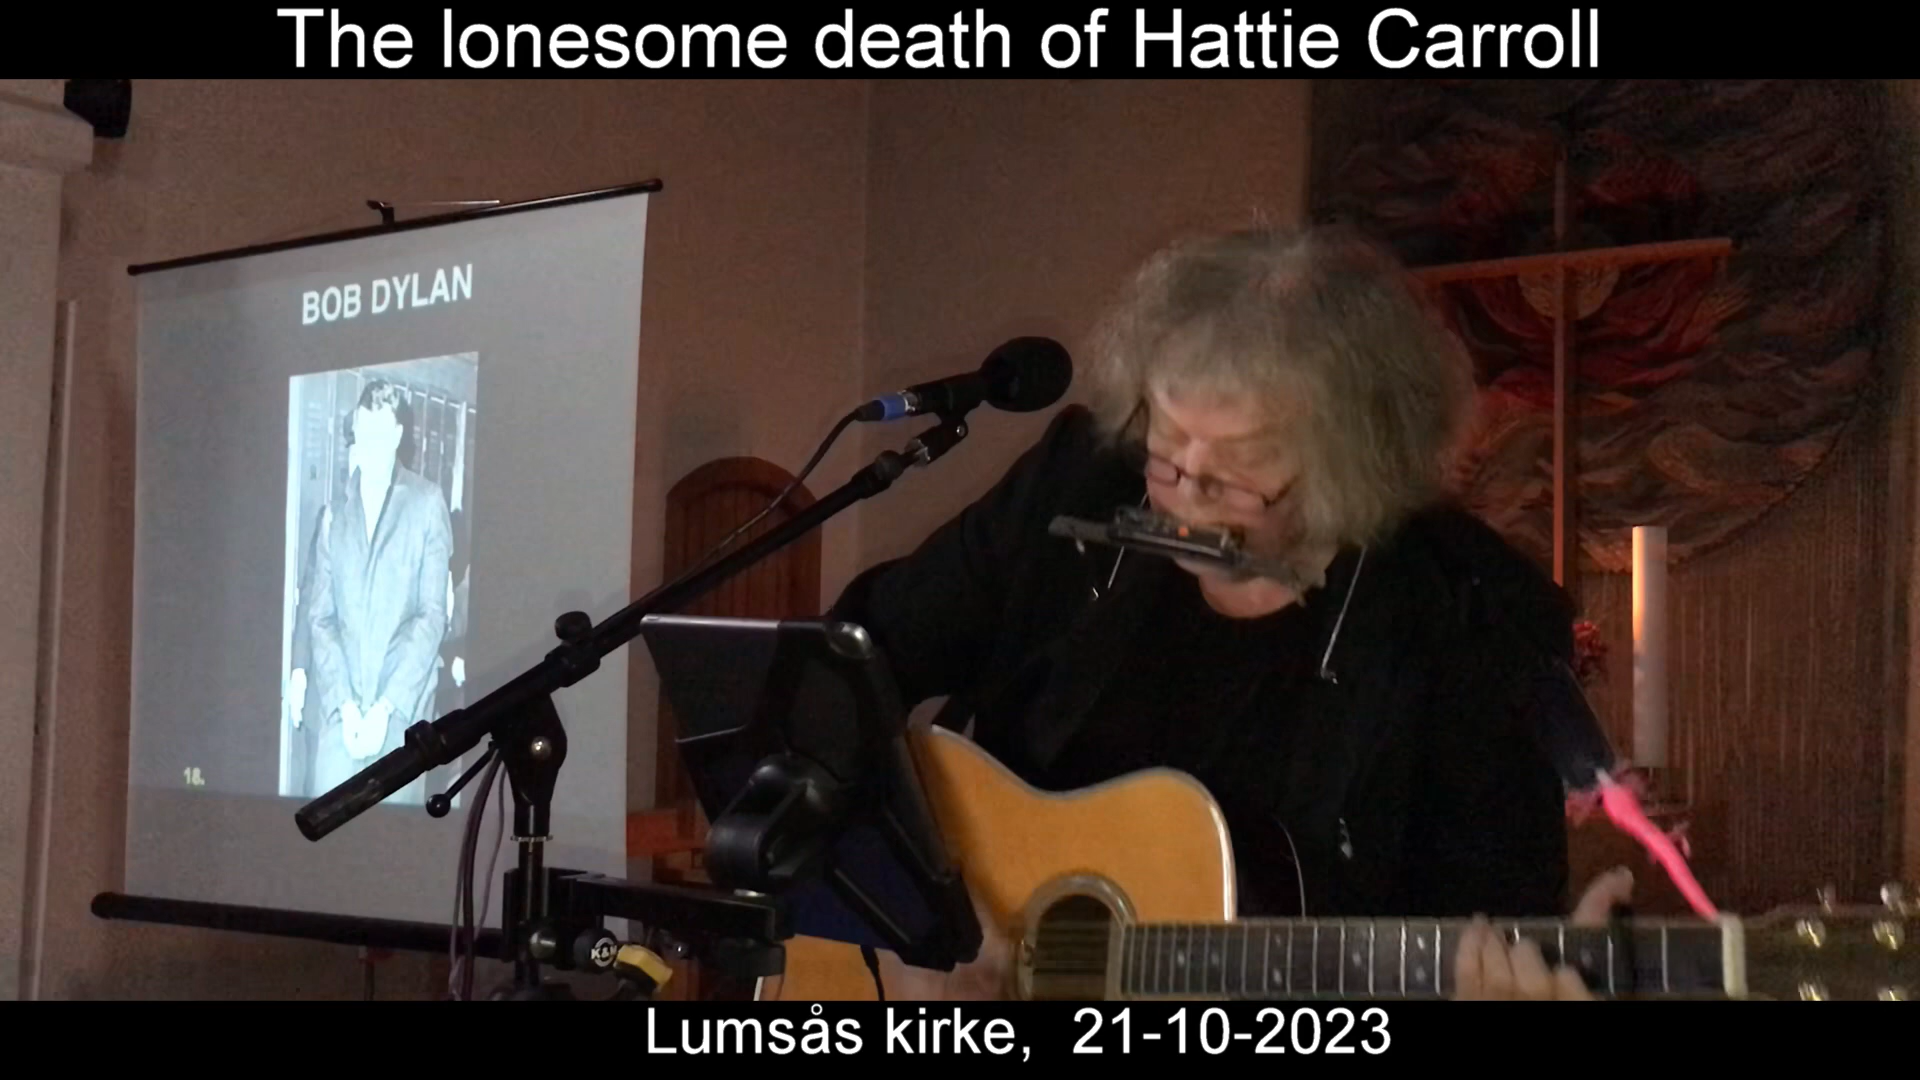 The lonesome death of Hattie Carroll
BOB DYLAN
18.
K&M
Lumsås kirke, 21-10-2023